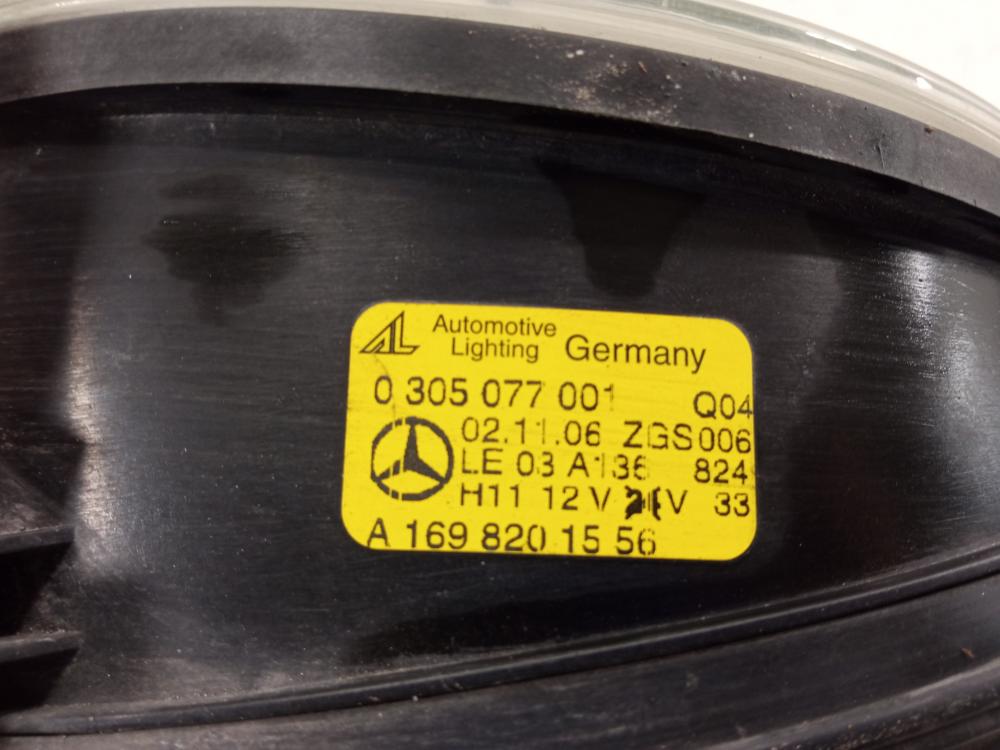 AL Automotive Lighting Germany
0 305 077 001 Q04
02.11.06 ZGS 006
LE 03 A136 824
H11 12 V V 33
A 169 820 15 56